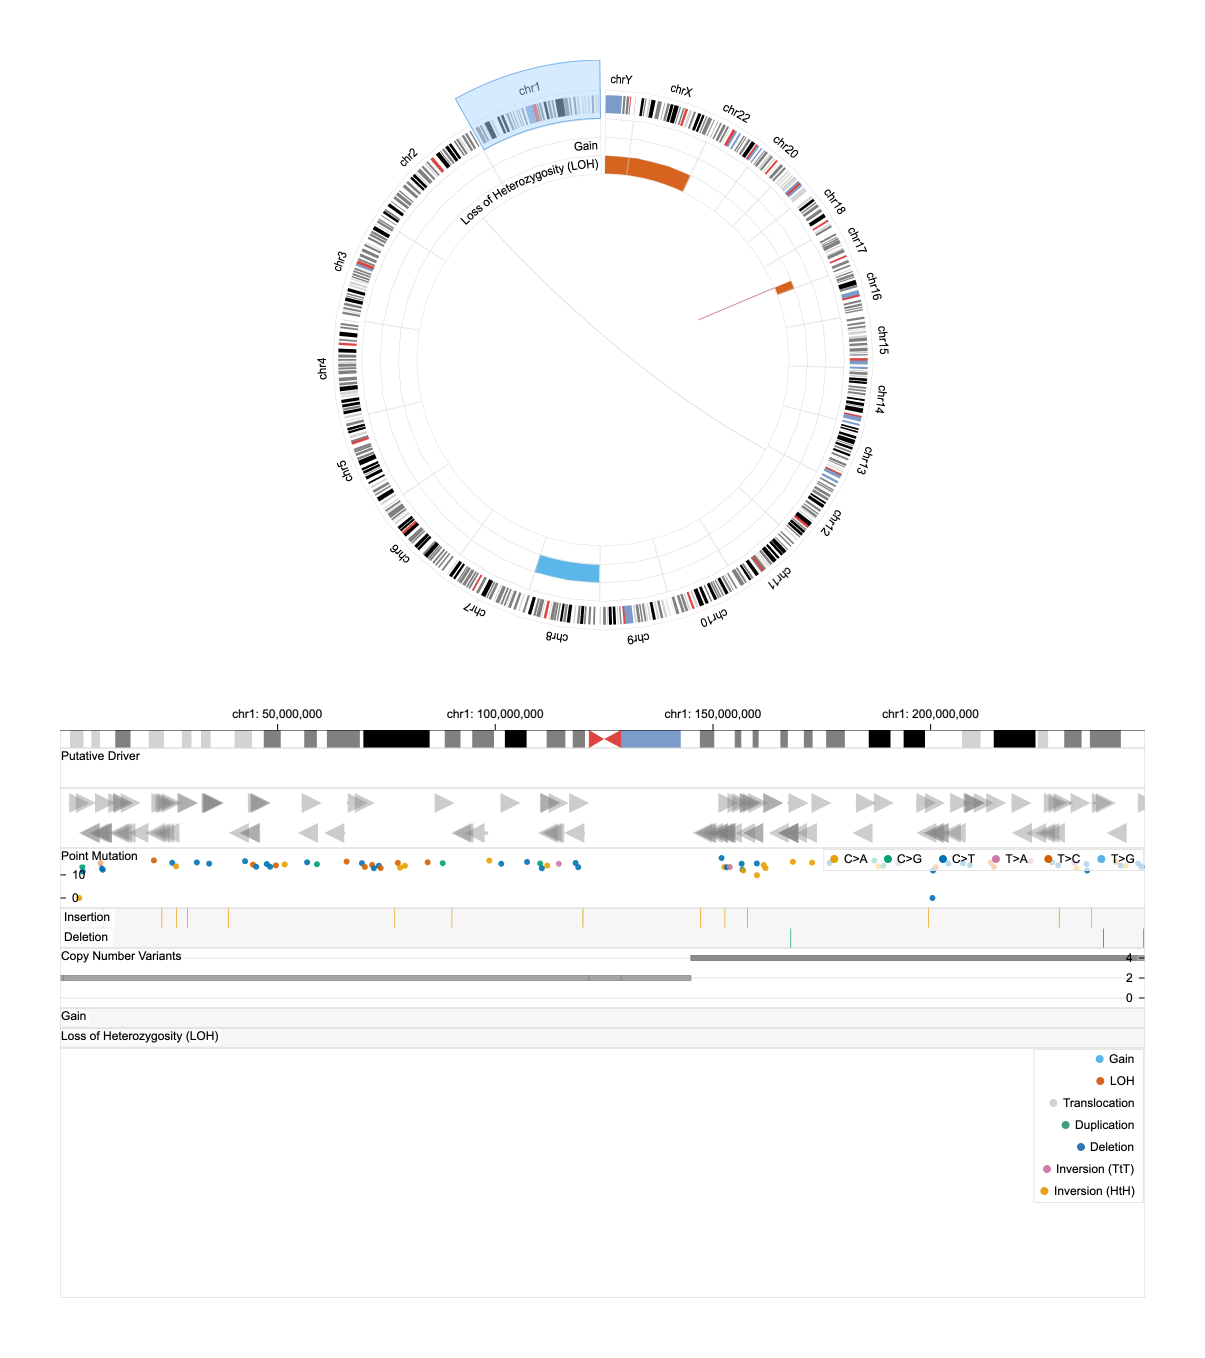 chr1
chrY
chrX
chr22
chr20
chr18
chr17
chr16
chr15
chr14
chr13
chr12
chr11
chr10
chr9
chr8
chr7
chr6
chr5
chr4
chr3
chr2
Gain
Loss of Heterozygosity (LOH)
chr1: 50,000,000 chr1: 100,000,000 chr1: 150,000,000 chr1: 200,000,000
Putative Driver
Point Mutation
C>A C>G C>T T>A T>C T>G
10
0
Insertion
Deletion
Copy Number Variants
4
2
0
Gain
Loss of Heterozygosity (LOH)
Gain
LOH
Translocation
Duplication
Deletion
Inversion (TtT)
Inversion (HtH)